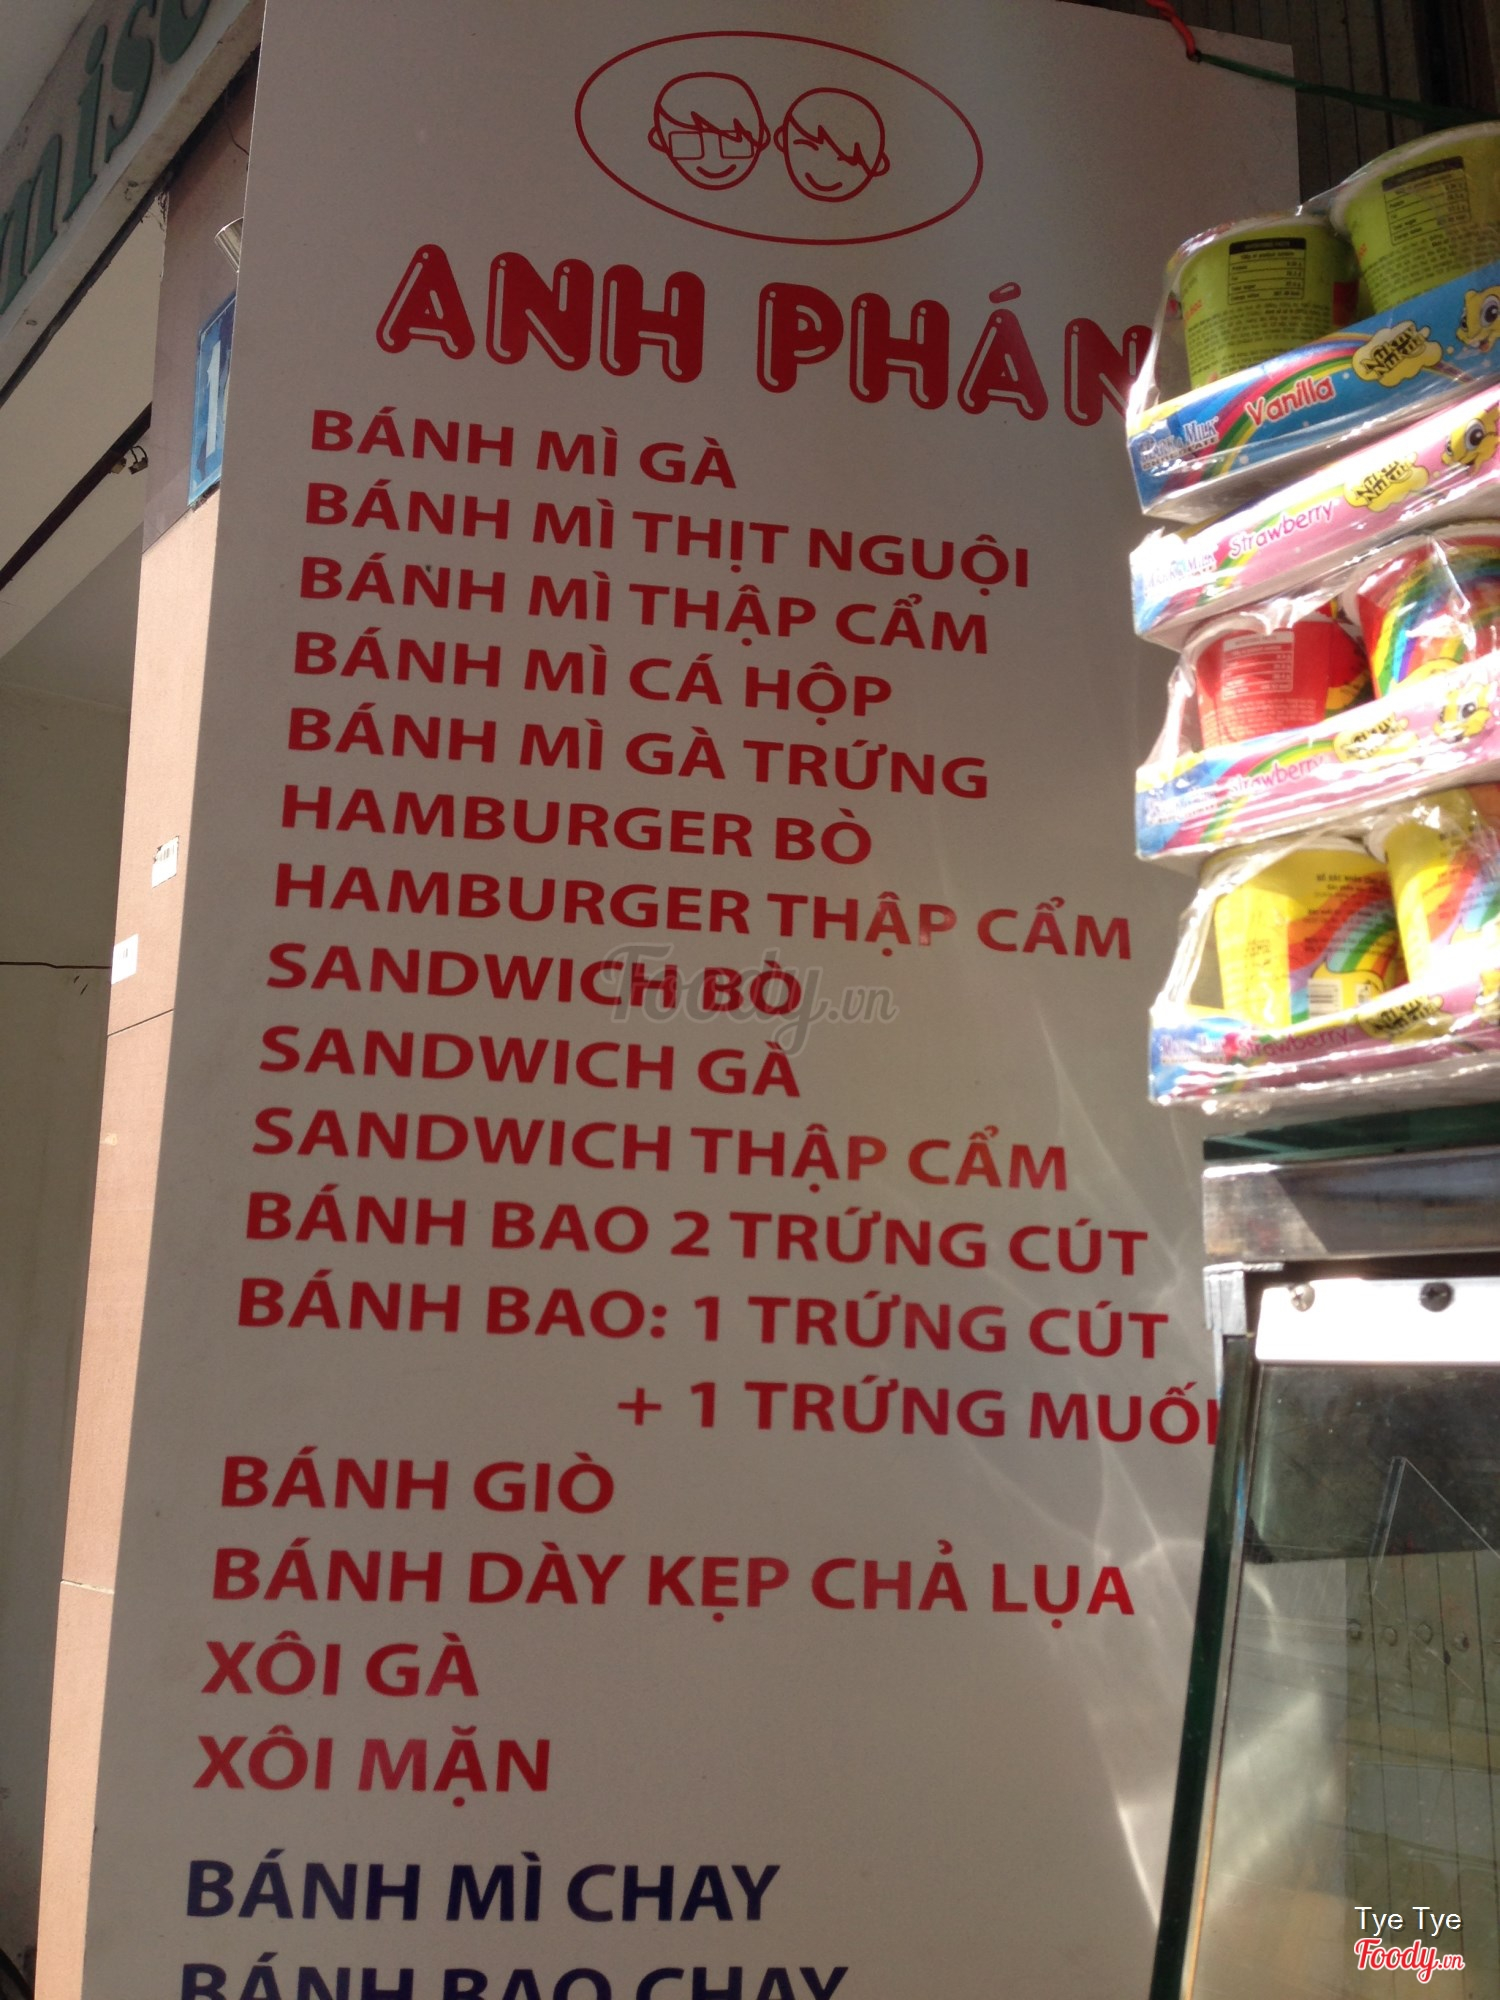 ANH PHÁN
BÁNH MÌ GÀ
BÁNH MÌ THỊT NGUỘI
BÁNH MÌ THẬP CẨM
BÁNH MÌ CÁ HỘP
BÁNH MÌ GÀ TRỨNG
HAMBURGER BÒ
HAMBURGER THẬP CẨM
SANDWICH BÒ
SANDWICH GÀ
SANDWICH THẬP CẨM
BÁNH BAO 2 TRỨNG CÚT
BÁNH BAO: 1 TRỨNG CÚT
+ 1 TRỨNG MUỐI
BÁNH GIÒ
BÁNH DÀY KẸP CHẢ LỤA
XÔI GÀ
XÔI MẶN
BÁNH MÌ CHAY
BÁNH BAO CHAY
Foody.vn
1
Vanilla
Strawberry
Strawberry
Strawberry
Tye Tye
Foody.vn